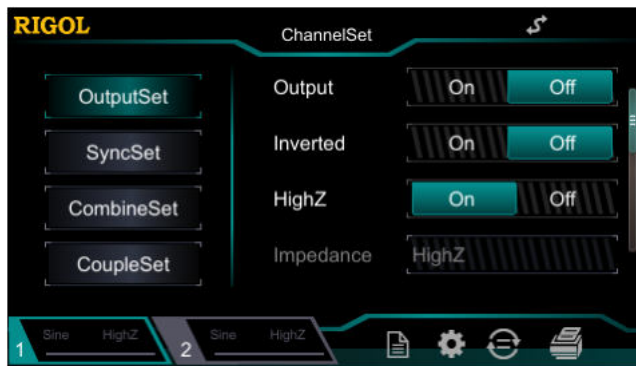 RIGOL
ChannelSet
OutputSet
SyncSet
CombineSet
CoupleSet
Output On Off
Inverted On Off
HighZ On Off
Impedance HighZ
1 Sine HighZ
2 Sine HighZ